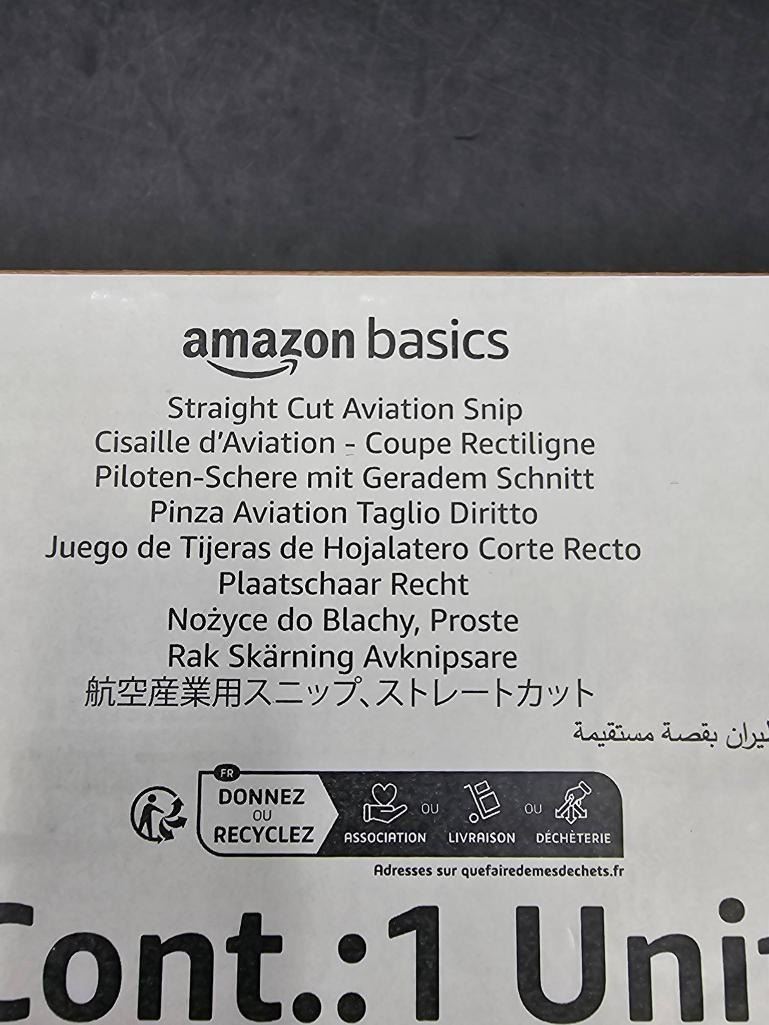 amazon basics
Straight Cut Aviation Snip
Cisaille d'Aviation - Coupe Rectiligne
Piloten-Schere mit Geradem Schnitt
Pinza Aviation Taglio Diritto
Juego de Tijeras de Hojalatero Corte Recto
Plaatschaar Recht
Nożyce do Blachy, Proste
Rak Skärning Avknipsare
航空産業用スニップ、ストレートカット
بقصة مستقيمة
FR
DONNEZ
OU
RECYCLEZ
ASSOCIATION OU LIVRAISON OU DÉCHÈTERIE
Adresses sur quefairedemesdechets.fr
Cont.:1 Unit